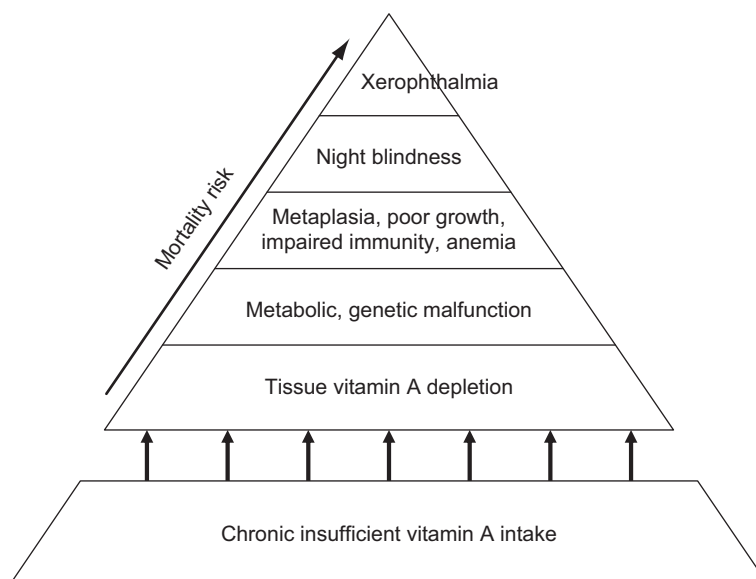 Xerophthalmia
Night blindness
Mortality risk
Metaplasia, poor growth,
impaired immunity, anemia
Metabolic, genetic malfunction
Tissue vitamin A depletion
Chronic insufficient vitamin A intake